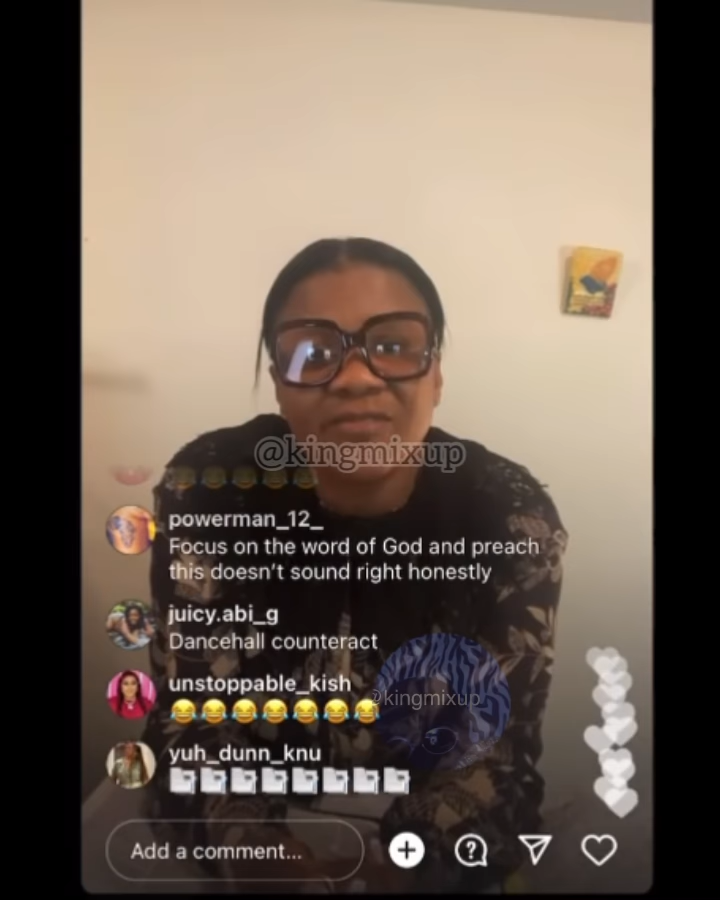 @kingmixup
powerman_12_
Focus on the word of God and preach
this doesn't sound right honestly
juicy.abi_g
Dancehall counteract
unstoppable_kish
😂😂😂😂😂😂😂
@kingmixup
yuh_dunn_knu
Add a comment...